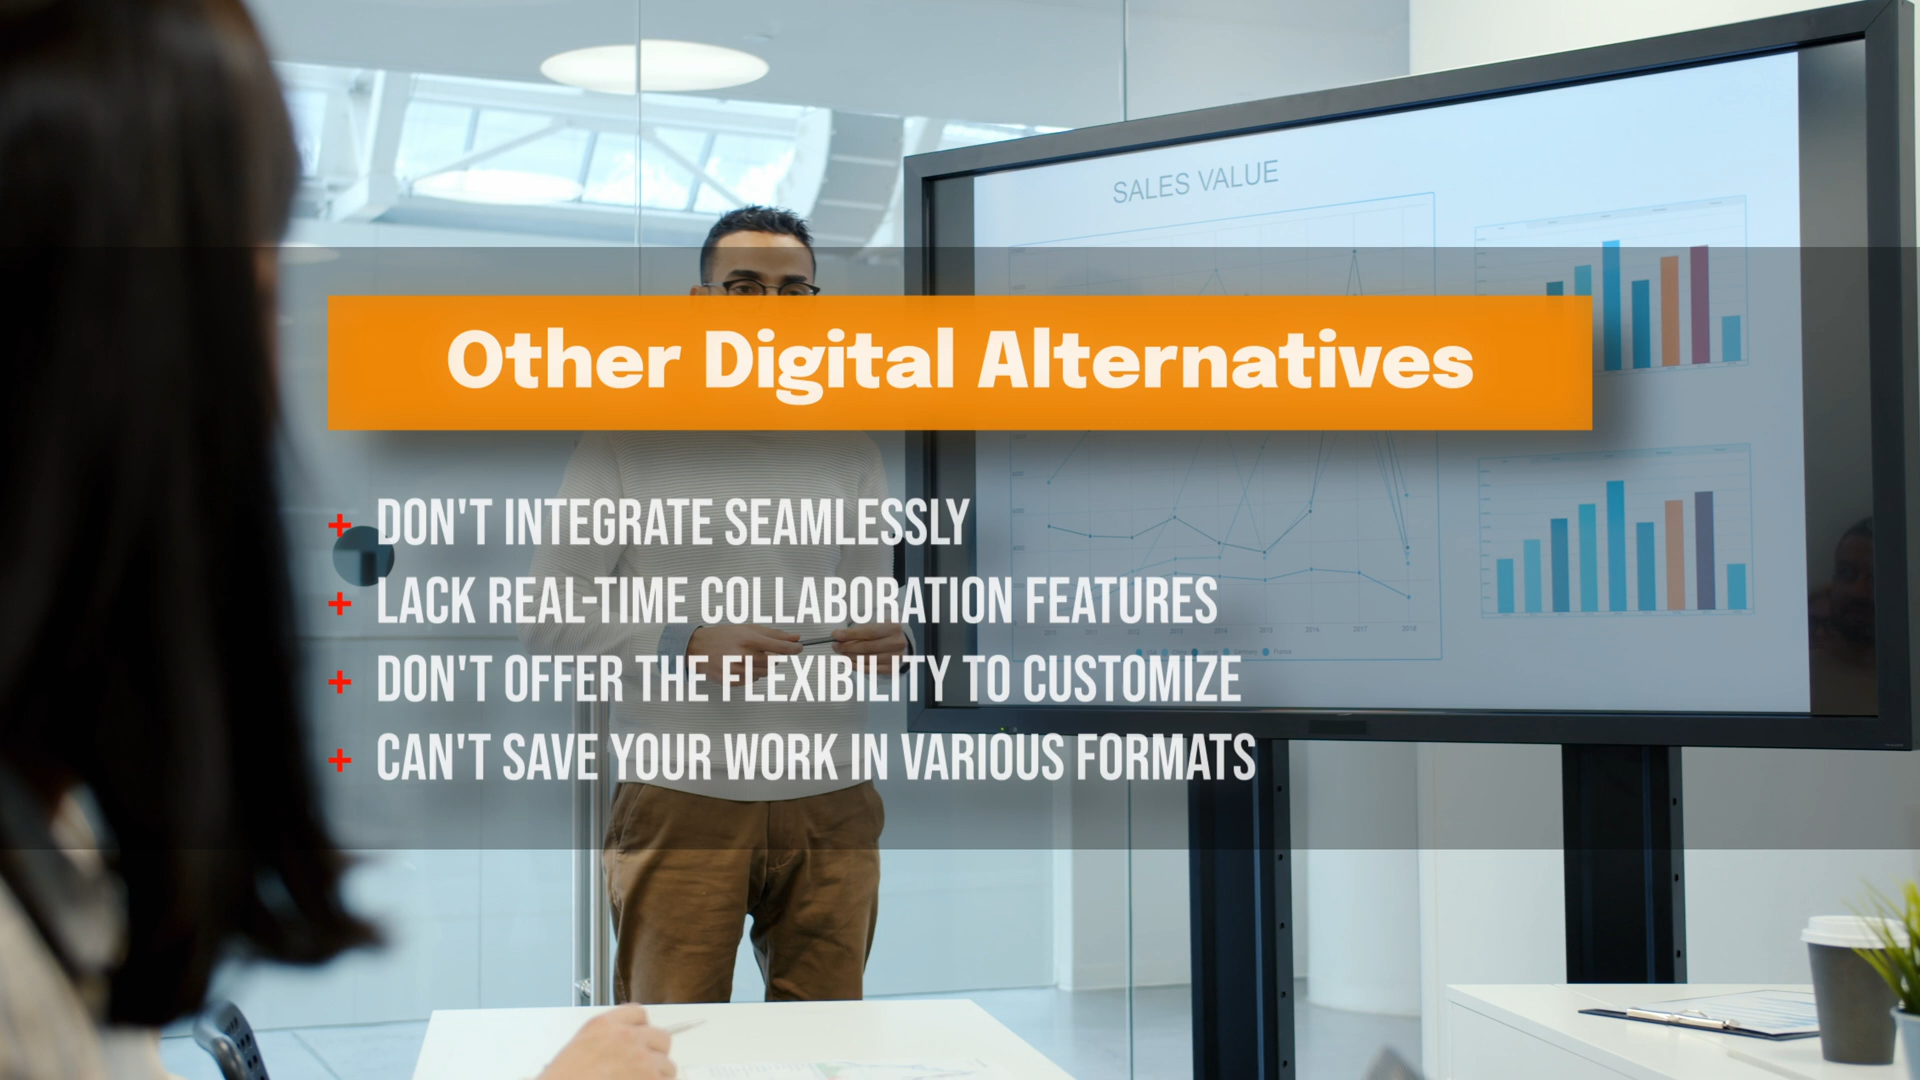 SALES VALUE
Other Digital Alternatives
+ DON'T INTEGRATE SEAMLESSLY
+ LACK REAL-TIME COLLABORATION FEATURES
+ DON'T OFFER THE FLEXIBILITY TO CUSTOMIZE
+ CAN'T SAVE YOUR WORK IN VARIOUS FORMATS